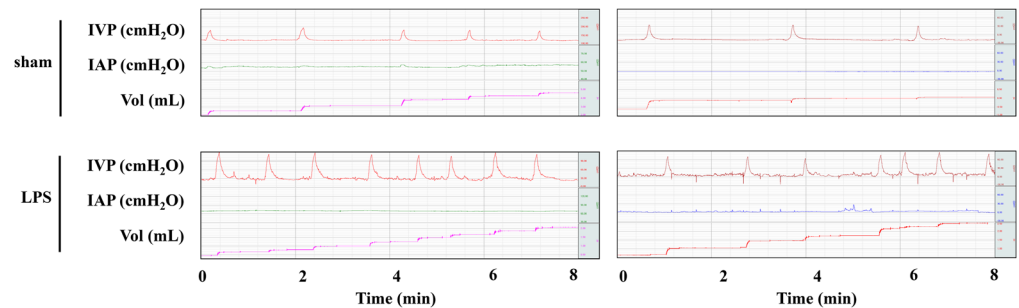 IVP (cmH₂O)
sham
IAP (cmH₂O)
Vol (mL)
IVP (cmH₂O)
LPS
IAP (cmH₂O)
Vol (mL)
0 2 4 6 8 0 2 4 6 8
Time (min) Time (min)